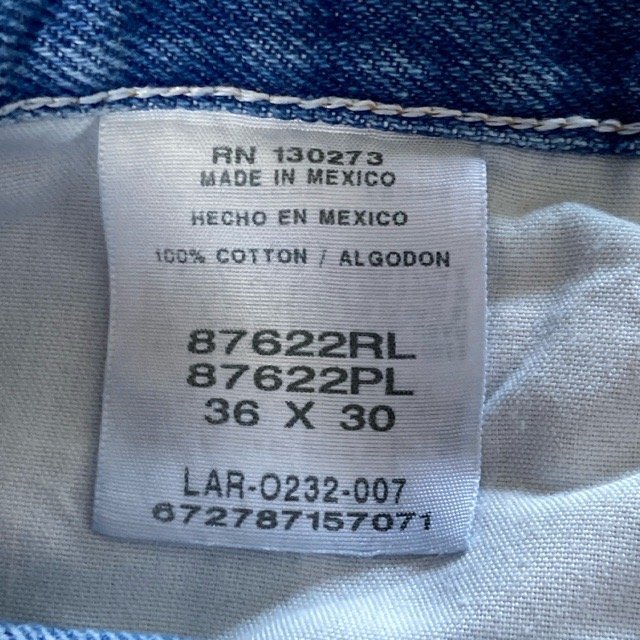 RN 130273
MADE IN MEXICO
HECHO EN MEXICO
100% COTTON / ALGODON
87622RL
87622PL
36 X 30
LAR-0232-007
672787157071